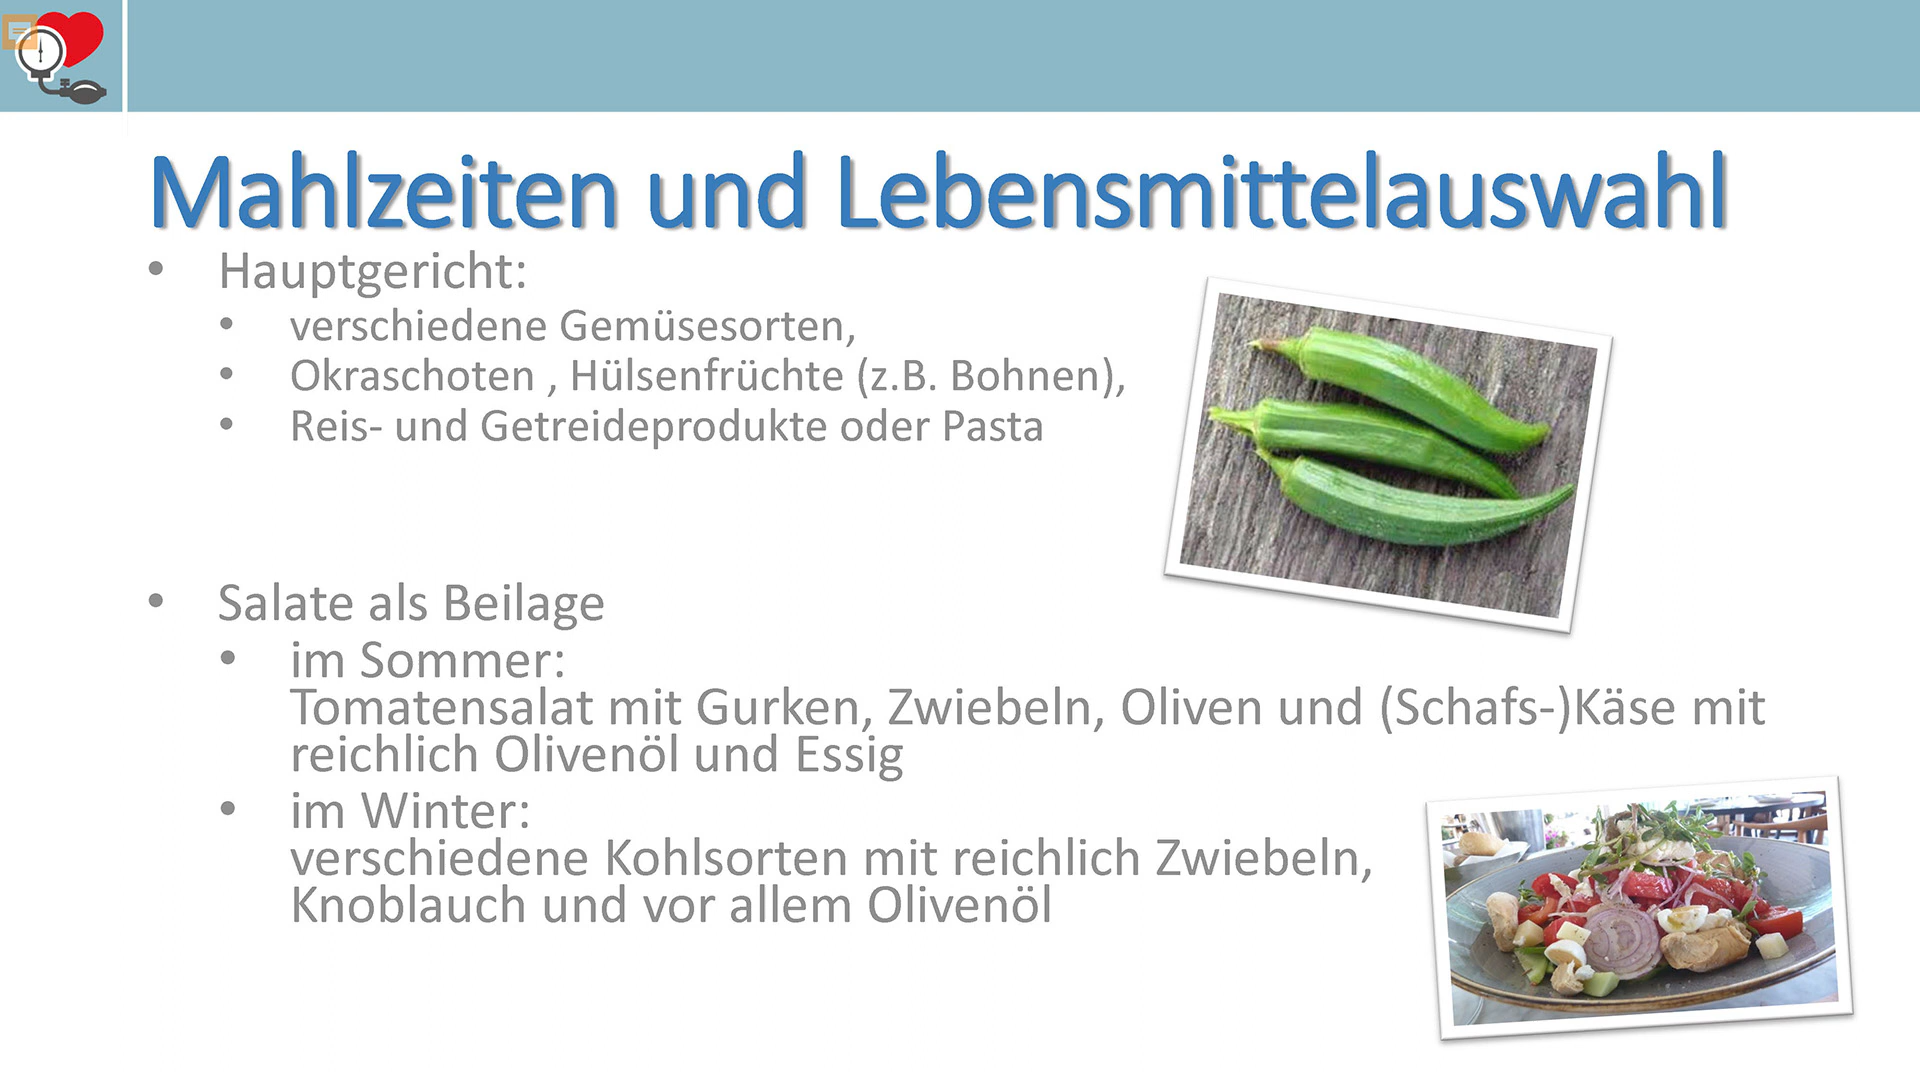 Mahlzeiten und Lebensmittelauswahl
• Hauptgericht:
• verschiedene Gemüsesorten,
• Okraschoten , Hülsenfrüchte (z.B. Bohnen),
• Reis- und Getreideprodukte oder Pasta
• Salate als Beilage
• im Sommer:
Tomatensalat mit Gurken, Zwiebeln, Oliven und (Schafs-)Käse mit
reichlich Olivenöl und Essig
• im Winter:
verschiedene Kohlsorten mit reichlich Zwiebeln,
Knoblauch und vor allem Olivenöl